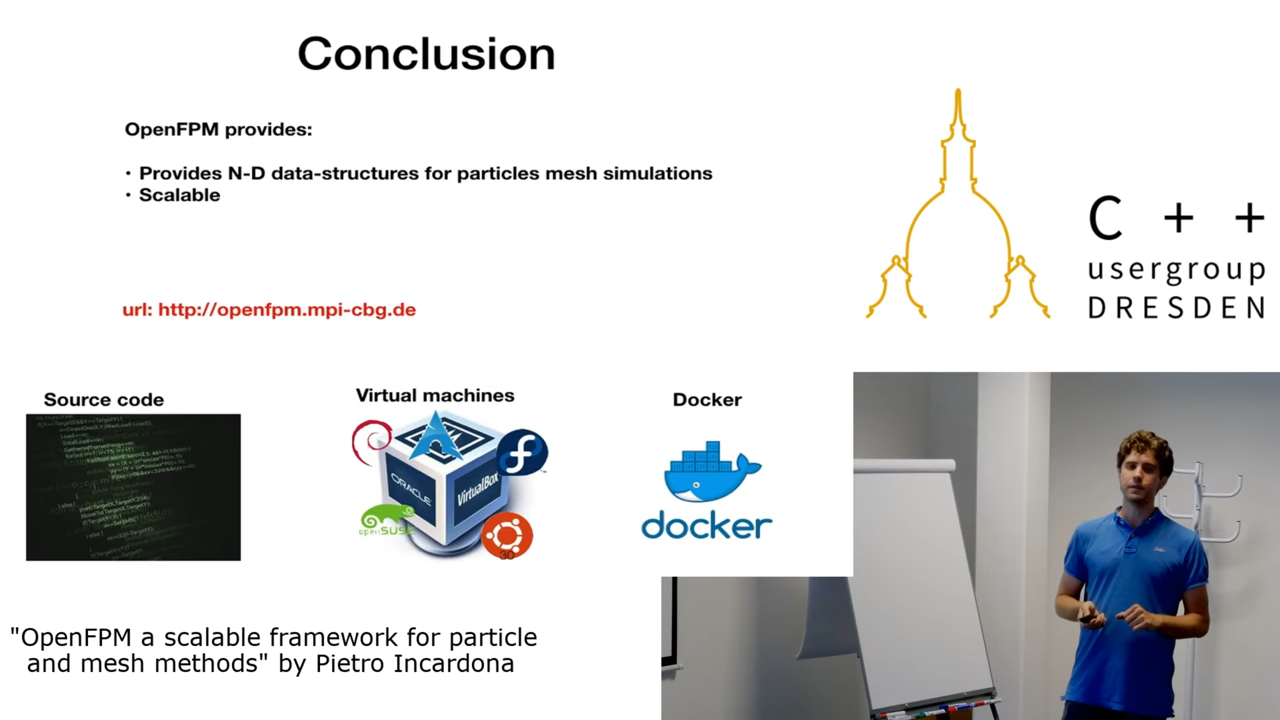 Conclusion
OpenFPM provides:
• Provides N-D data-structures for particles mesh simulations
• Scalable
url: http://openfpm.mpi-cbg.de
Source code
Virtual machines
Docker
ORACLE
VirtualBox
openSUSE
docker
30
C + +
usergroup
DRESDEN
"OpenFPM a scalable framework for particle
and mesh methods" by Pietro Incardona